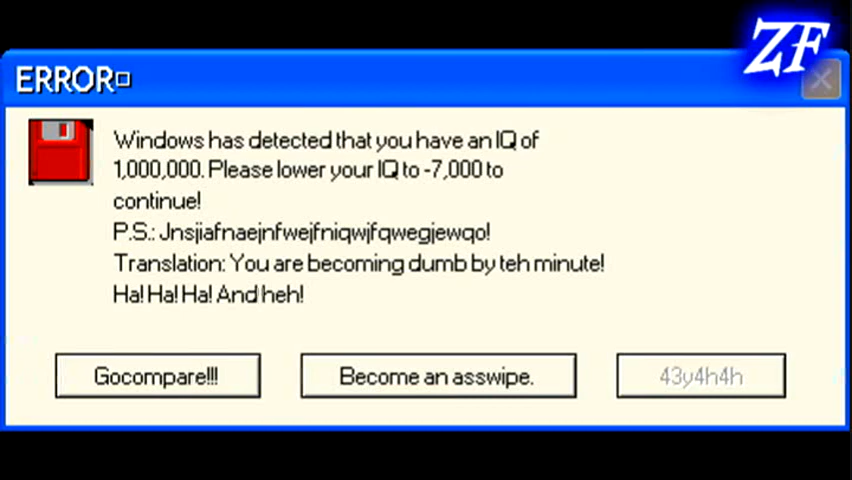 ZF
ERROR
Windows has detected that you have an IQ of
1,000,000. Please lower your IQ to -7,000 to
continue!
P.S.: Jnsjiafnaejnfwejfniqwjfqwegjewqo!
Translation: You are becoming dumb by teh minute!
Ha! Ha! Ha! And heh!
Gocompare!!! Become an asswipe. 43y4h4h